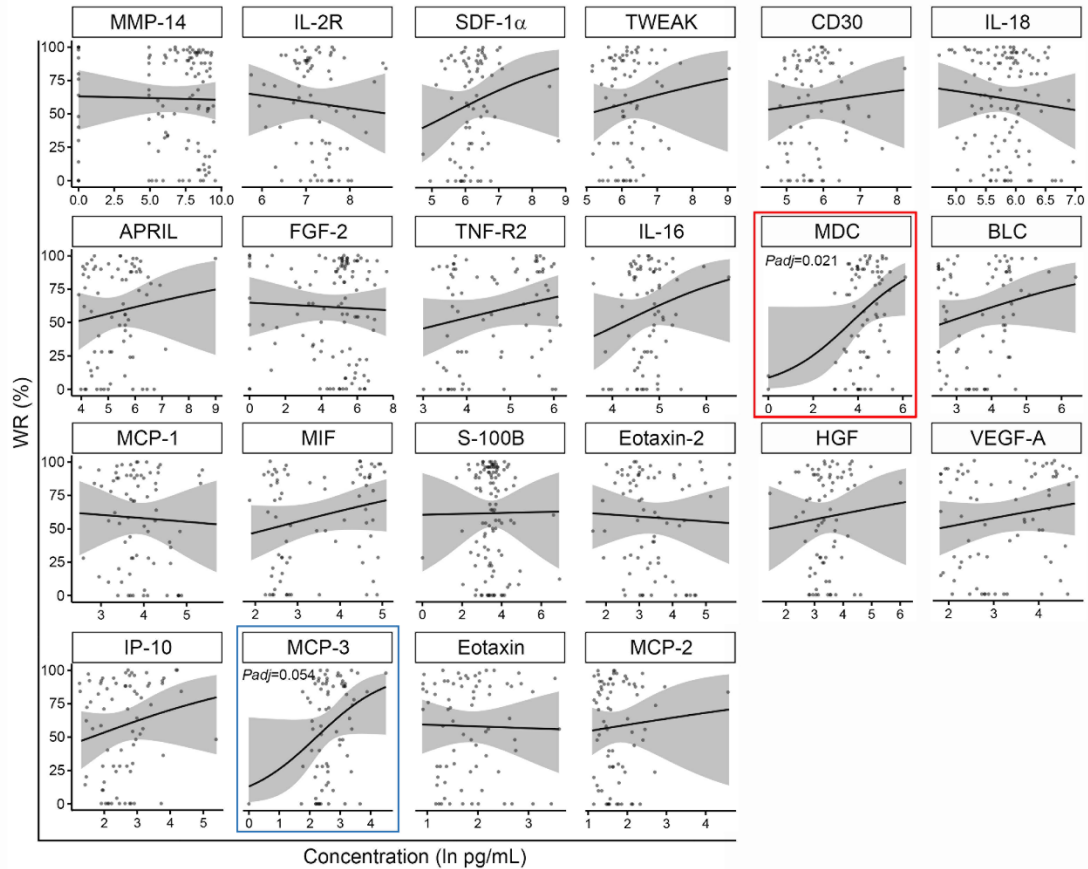 MMP-14 IL-2R SDF-1α TWEAK CD30 IL-18
100
75
50
25
0
0.0 2.5 5.0 7.5 10.0 6 7 8 5 6 7 8 9 5 6 7 8 9 5 6 7 8 5.0 5.5 6.0 6.5 7.0
APRIL FGF-2 TNF-R2 IL-16 MDC BLC
Padj=0.021
100
75
50
25
0
4 5 6 7 8 9 0 2 4 6 8 3 4 5 6 4 5 6 0 2 4 6 3 4 5 6
WR (%)
MCP-1 MIF S-100B Eotaxin-2 HGF VEGF-A
100
75
50
25
0
3 4 5 2 3 4 5 0 2 4 6 2 3 4 5 6 2 3 4 5 6 2 3 4
IP-10 MCP-3 Eotaxin MCP-2
Padj=0.054
100
75
50
25
0
2 3 4 5 0 1 2 3 4 1 2 3 1 2 3 4
Concentration (ln pg/mL)